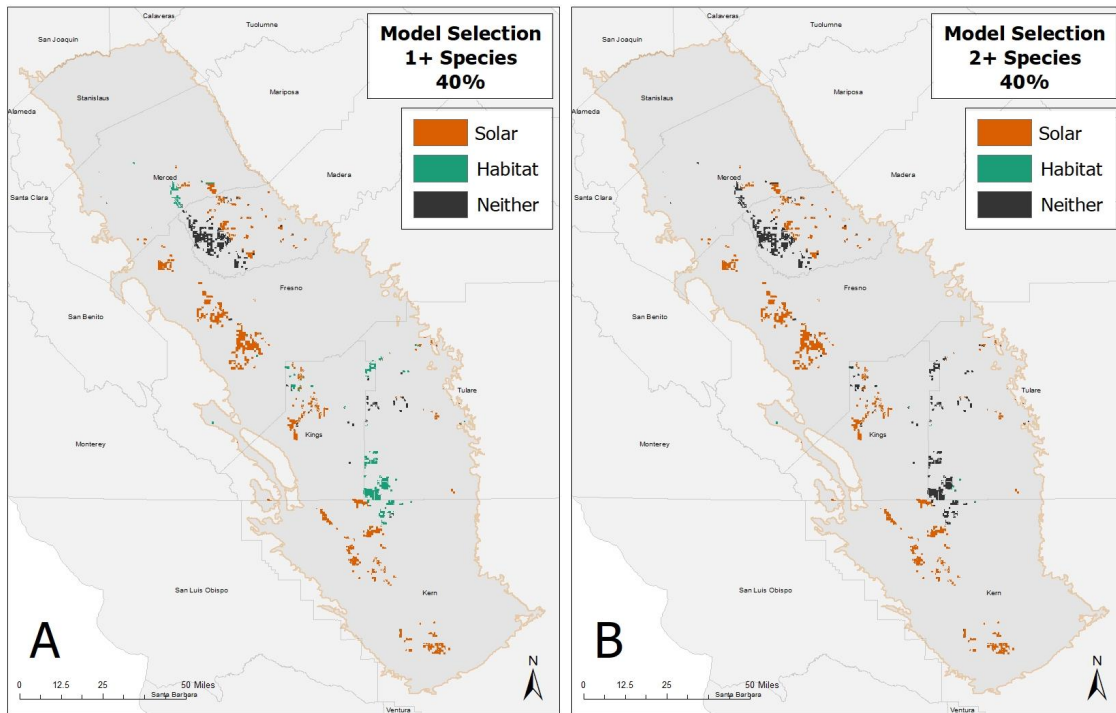 Calaveras
Tuolumne
San Joaquin
Model Selection
1+ Species
40%
Stanislaus
Mariposa
Alameda
Solar
Habitat
Neither
Merced
Madera
Santa Clara
Fresno
San Benito
Tulare
Kings
Monterey
San Luis Obispo
Kern
A
N
0 12.5 25 50 Miles
Santa Barbara
Ventura
Calaveras
Tuolumne
San Joaquin
Model Selection
2+ Species
40%
Stanislaus
Mariposa
Alameda
Solar
Habitat
Neither
Merced
Madera
Santa Clara
Fresno
San Benito
Tulare
Kings
Monterey
San Luis Obispo
Kern
B
N
0 12.5 25 50 Miles
Santa Barbara
Ventura